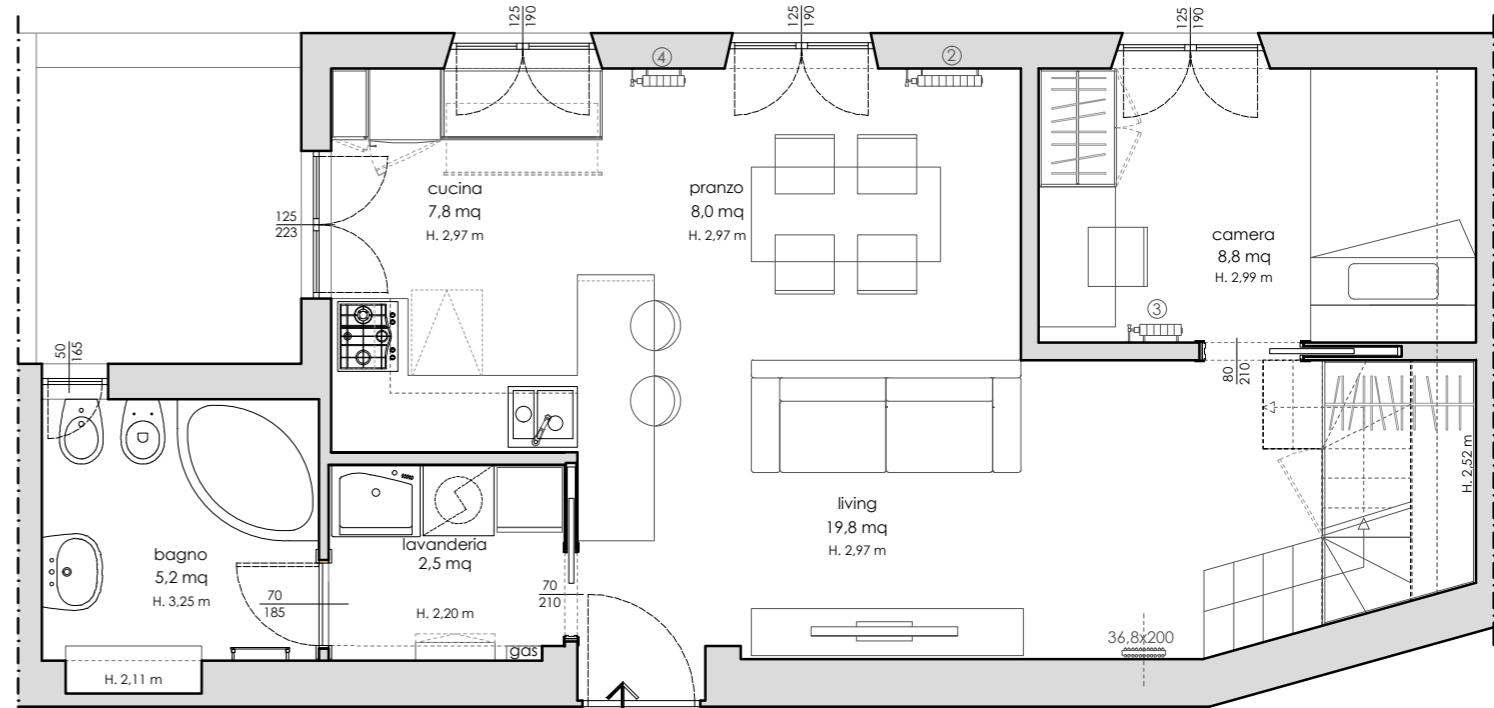 125
190
125
190
125
190
④
②
cucina
7,8 mq
H. 2,97 m
pranzo
8,0 mq
H. 2,97 m
125
223
camera
8,8 mq
H. 2,99 m
③
50
165
80
210
H. 2,52 m
living
19,8 mq
H. 2,97 m
bagno
5,2 mq
H. 3,25 m
lavanderia
2,5 mq
H. 2,20 m
70
185
70
210
36,8x200
gas
H. 2,11 m